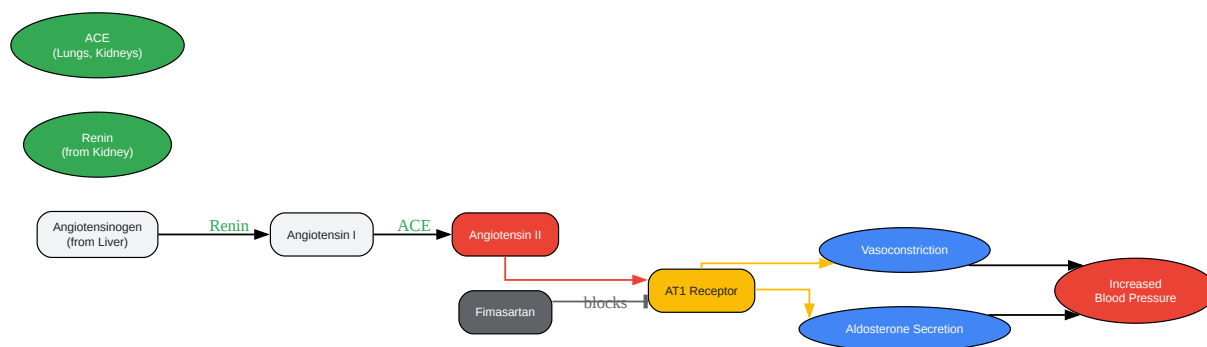 ACE
(Lungs, Kidneys)
Renin
(from Kidney)
Angiotensinogen
(from Liver)
Renin
Angiotensin I
ACE
Angiotensin II
Fimasartan
blocks
AT1 Receptor
Vasoconstriction
Aldosterone Secretion
Increased
Blood Pressure